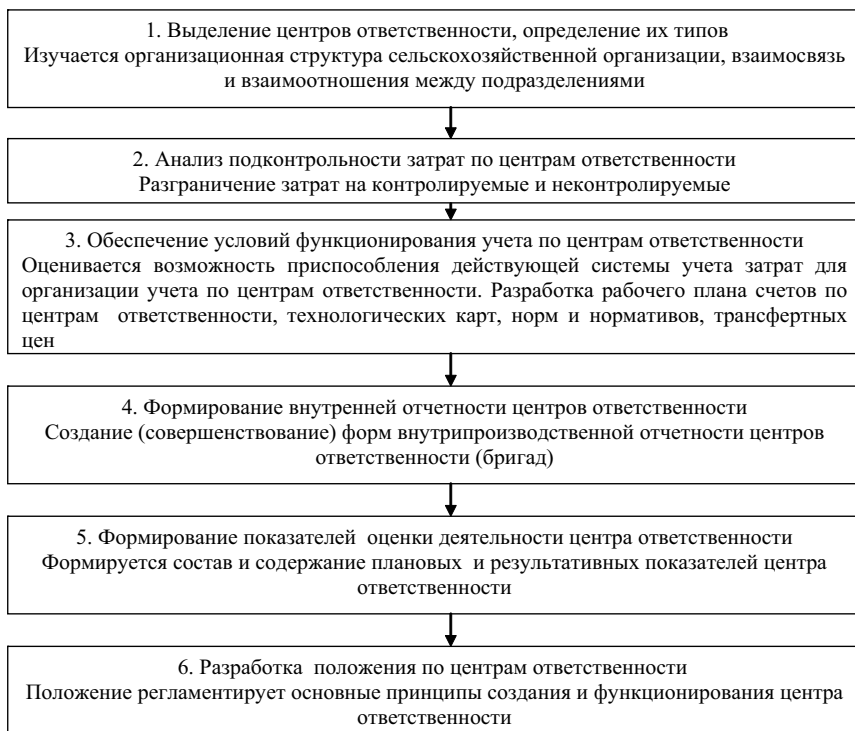 1. Выделение центров ответственности, определение их типов
Изучается организационная структура сельскохозяйственной организации, взаимосвязь
и взаимоотношения между подразделениями
2. Анализ подконтрольности затрат по центрам ответственности
Разграничение затрат на контролируемые и неконтролируемые
3. Обеспечение условий функционирования учета по центрам ответственности
Оценивается возможность приспособления действующей системы учета затрат для
организации учета по центрам ответственности. Разработка рабочего плана счетов по
центрам ответственности, технологических карт, норм и нормативов, трансфертных
цен
4. Формирование внутренней отчетности центров ответственности
Создание (совершенствование) форм внутрипроизводственной отчетности центров
ответственности (бригад)
5. Формирование показателей оценки деятельности центра ответственности
Формируется состав и содержание плановых и результативных показателей центра
ответственности
6. Разработка положения по центрам ответственности
Положение регламентирует основные принципы создания и функционирования центра
ответственности